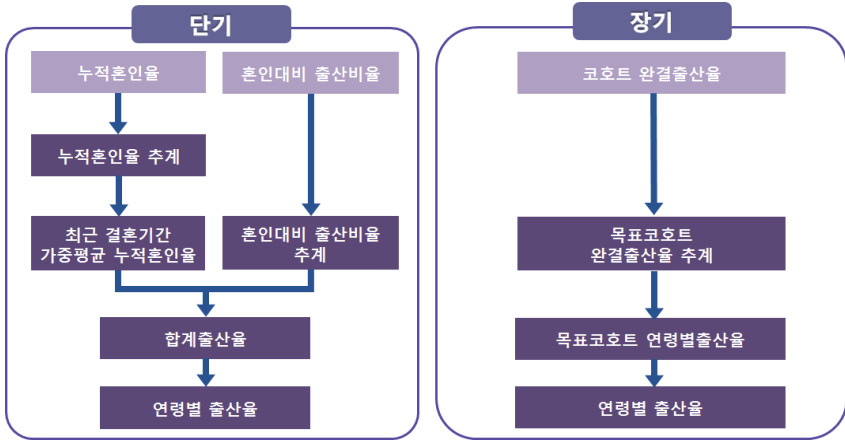 단기
누적혼인율
혼인대비 출산비율
누적혼인율 추계
최근 결혼기간
가중평균 누적혼인율
혼인대비 출산비율
추계
합계출산율
연령별 출산율
장기
코호트 완결출산율
목표코호트
완결출산율 추계
목표코호트 연령별출산율
연령별 출산율